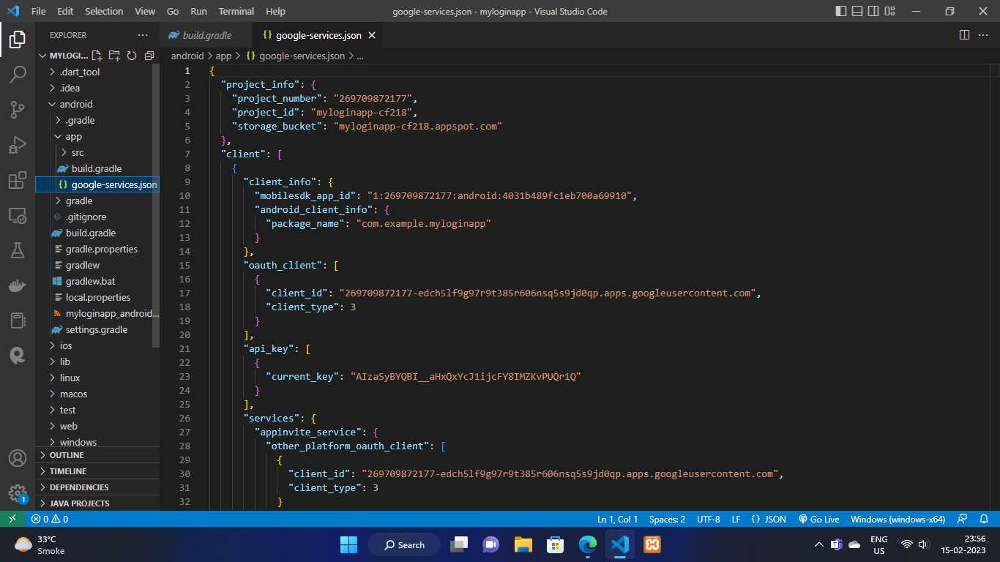 File Edit Selection View Go Run Terminal Help google-services.json - myloginapp - Visual Studio Code
EXPLORER
MYLOGI...
.dart_tool
.idea
android
.gradle
app
src
build.gradle
google-services.json
gradle
.gitignore
build.gradle
gradle.properties
gradlew
gradlew.bat
local.properties
myloginapp_android...
settings.gradle
ios
lib
linux
macos
test
web
windows
OUTLINE
TIMELINE
DEPENDENCIES
JAVA PROJECTS
1
build.gradle {} google-services.json
android > app > {} google-services.json > ...
1 {
2 "project_info": {
3 "project_number": "269709872177",
4 "project_id": "myloginapp-cf218",
5 "storage_bucket": "myloginapp-cf218.appspot.com"
6 },
7 "client": [
8 {
9 "client_info": {
10 "mobilesdk_app_id": "1:269709872177:android:4031b489fc1eb700a69910",
11 "android_client_info": {
12 "package_name": "com.example.myloginapp"
13 }
14 },
15 "oauth_client": [
16 {
17 "client_id": "269709872177-edch5lf9g97r9t385r606nsq5s9jd0qp.apps.googleusercontent.com",
18 "client_type": 3
19 }
20 ],
21 "api_key": [
22 {
23 "current_key": "AIzaSyBYQBI__aHxQxYcJ1ijcFY8IMZKvPUQr1Q"
24 }
25 ],
26 "services": {
27 "appinvite_service": {
28 "other_platform_oauth_client": [
29 {
30 "client_id": "269709872177-edch5lf9g97r9t385r606nsq5s9jd0qp.apps.googleusercontent.com",
31 "client_type": 3
32 }
0 0 Ln 1, Col 1 Spaces: 2 UTF-8 LF {} JSON Go Live Windows (windows-x64)
33°C
Smoke
Search
ENG
US
23:56
15-02-2023